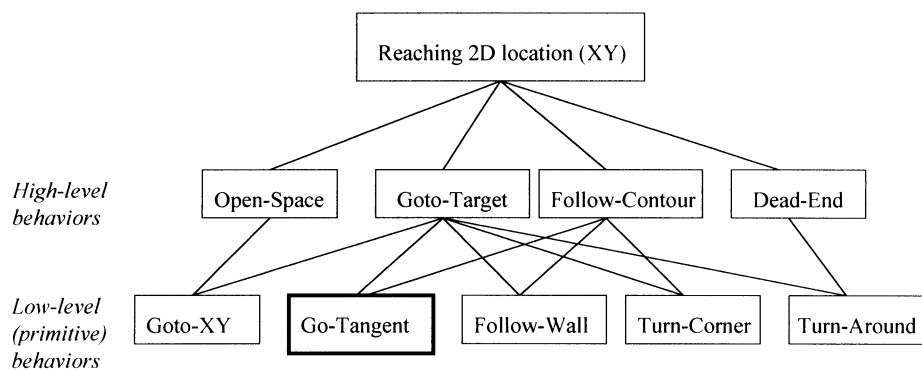 Reaching 2D location (XY)
High-level
behaviors
Open-Space
Goto-Target
Follow-Contour
Dead-End
Low-level
(primitive)
behaviors
Goto-XY
Go-Tangent
Follow-Wall
Turn-Corner
Turn-Around